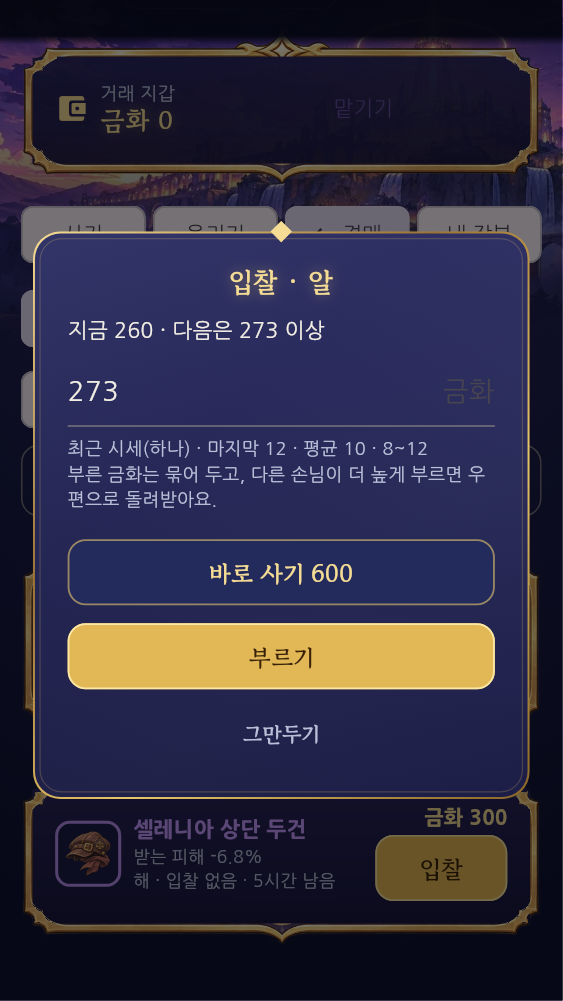 거래 지갑
금화 0
맡기기
입찰 · 알
지금 260 · 다음은 273 이상
273
금화
최근 시세(하나) · 마지막 12 · 평균 10 · 8~12
부른 금화는 묶어 두고, 다른 손님이 더 높게 부르면 우
편으로 돌려받아요.
바로 사기 600
부르기
그만두기
셀레니아 상단 두건
금화 300
받는 피해 -6.8%
해 · 입찰 없음 · 5시간 남음
입찰